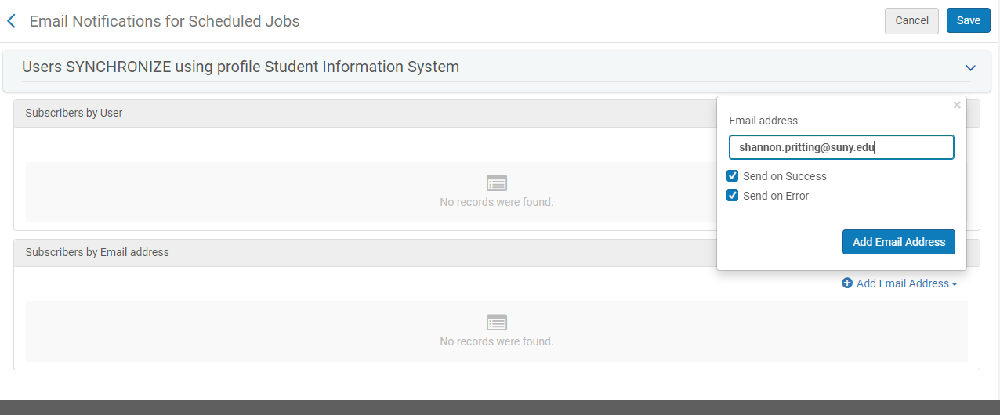 Email Notifications for Scheduled Jobs
Cancel
Save
Users SYNCHRONIZE using profile Student Information System
Subscribers by User
×
Email address
shannon.pritting@suny.edu
Send on Success
Send on Error
Add Email Address
No records were found.
Subscribers by Email address
Add Email Address
No records were found.